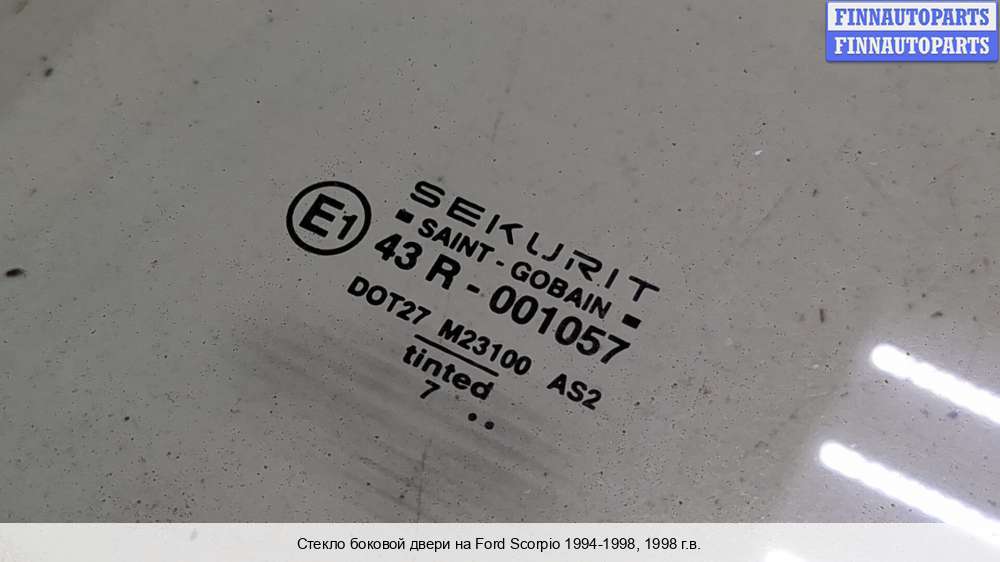 FINNAUTOPARTS
FINNAUTOPARTS
SEKURIT
SAINT - GOBAIN
E1
43 R - 001057
DOT27 M23100 AS2
tinted
7 ..
Стекло боковой двери на Ford Scorpio 1994-1998, 1998 г.в.